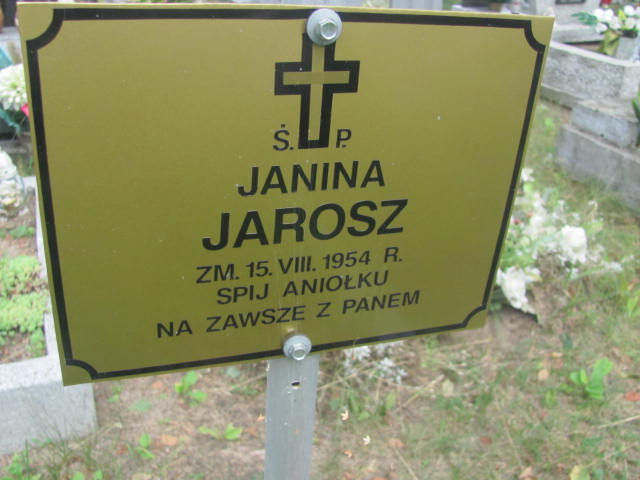 Ś. P.
JANINA
JAROSZ
ZM. 15. VIII. 1954 R.
SPIJ ANIOŁKU
NA ZAWSZE Z PANEM